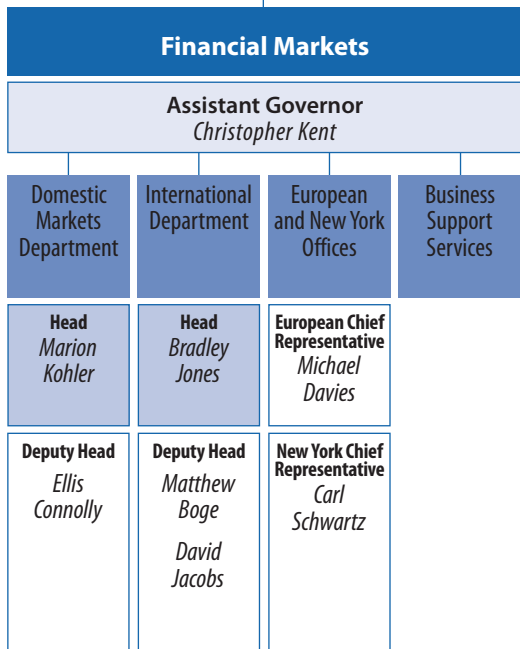 Financial Markets
Assistant Governor
Christopher Kent
Domestic
Markets
Department
International
Department
European
and New York
Offices
Business
Support
Services
Head
Marion
Kohler
Head
Bradley
Jones
European Chief
Representative
Michael
Davies
Deputy Head
Ellis
Connolly
Deputy Head
Matthew
Boge
David
Jacobs
New York Chief
Representative
Carl
Schwartz